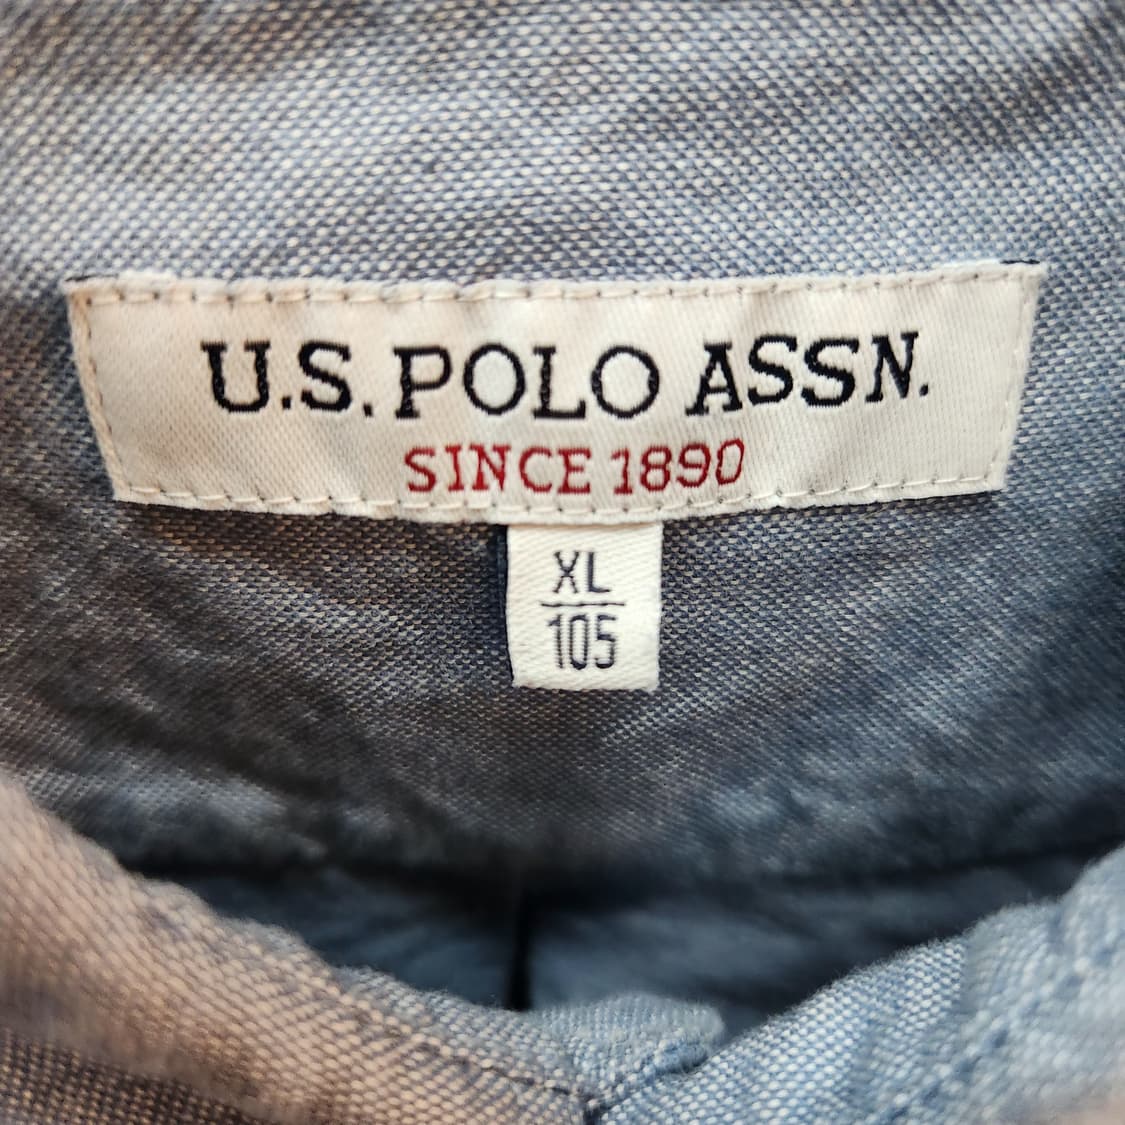 U.S. POLO ASSN.
SINCE 1890
XL
105